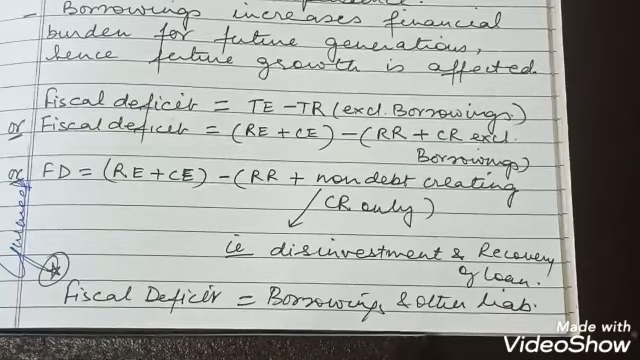 - Borrowings increases financial
burden for future generations,
hence future growth is affected.
Fiscal deficit = TE - TR (excl. Borrowings)
or Fiscal deficit = (RE + CE) - (RR + CR excl.
Borrowings)
or FD = (RE + CE) - (RR + non debt creating
CR only)
ie disinvestment & Recovery
of loan.
Fiscal Deficit = Borrowings & other liab.
Made with
VideoShow